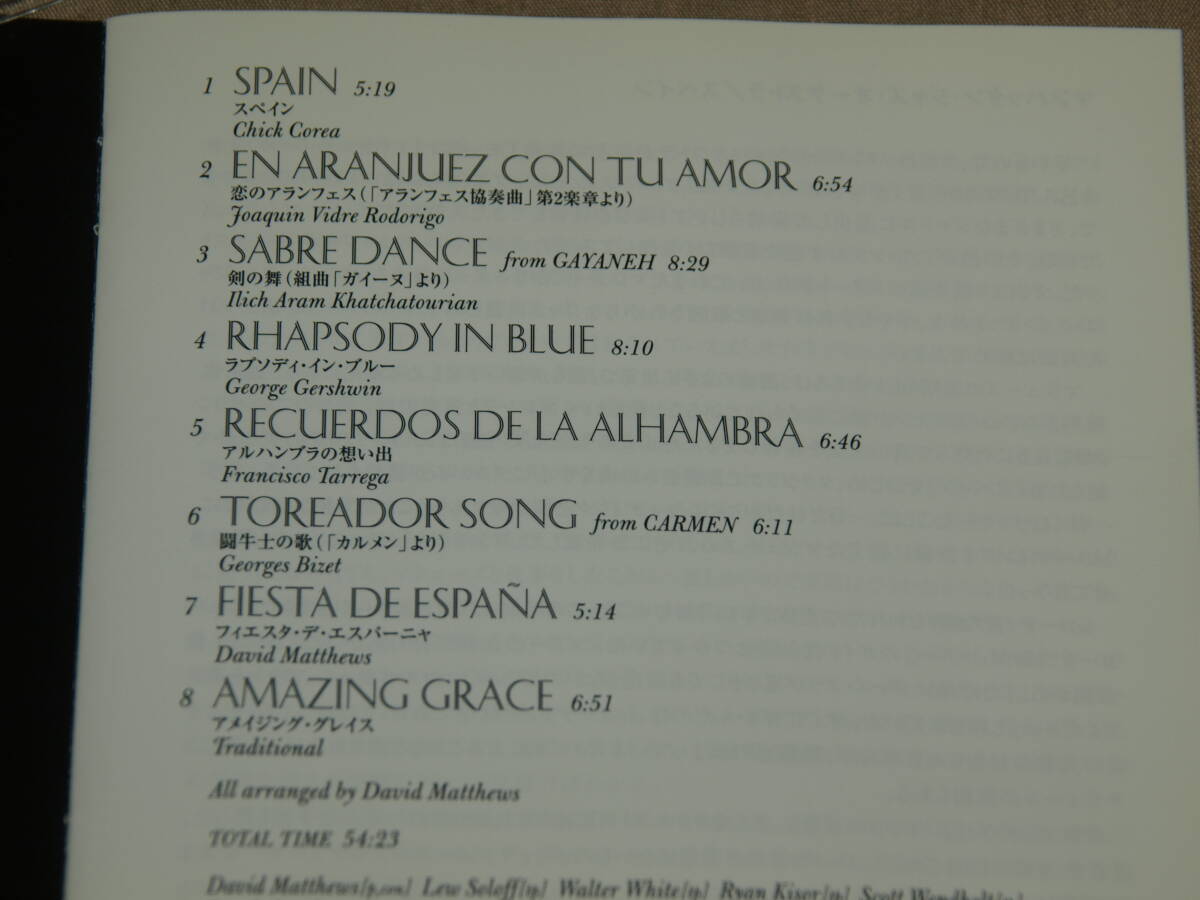 1 SPAIN 5:19
スペイン
Chick Corea
2 EN ARANJUEZ CON TU AMOR 6:54
恋のアランフェス(「アランフェス協奏曲」第2楽章より)
Joaquin Vidre Rodorigo
3 SABRE DANCE from GAYANEH 8:29
剣の舞(組曲「ガイーヌ」より)
Ilich Aram Khatchatourian
4 RHAPSODY IN BLUE 8:10
ラプソディ・イン・ブルー
George Gershwin
5 RECUERDOS DE LA ALHAMBRA 6:46
アルハンブラの想い出
Francisco Tarrega
6 TOREADOR SONG from CARMEN 6:11
闘牛士の歌(「カルメン」より)
Georges Bizet
7 FIESTA DE ESPAÑA 5:14
フィエスタ・デ・エスパーニャ
David Matthews
8 AMAZING GRACE 6:51
アメイジング・グレイス
Traditional
All arranged by David Matthews
TOTAL TIME 54:23
David Matthews[p,con] Lew Soloff[tp] Walter White[tp] Ryan Kisor[tp] Scott Wendholt[tp]